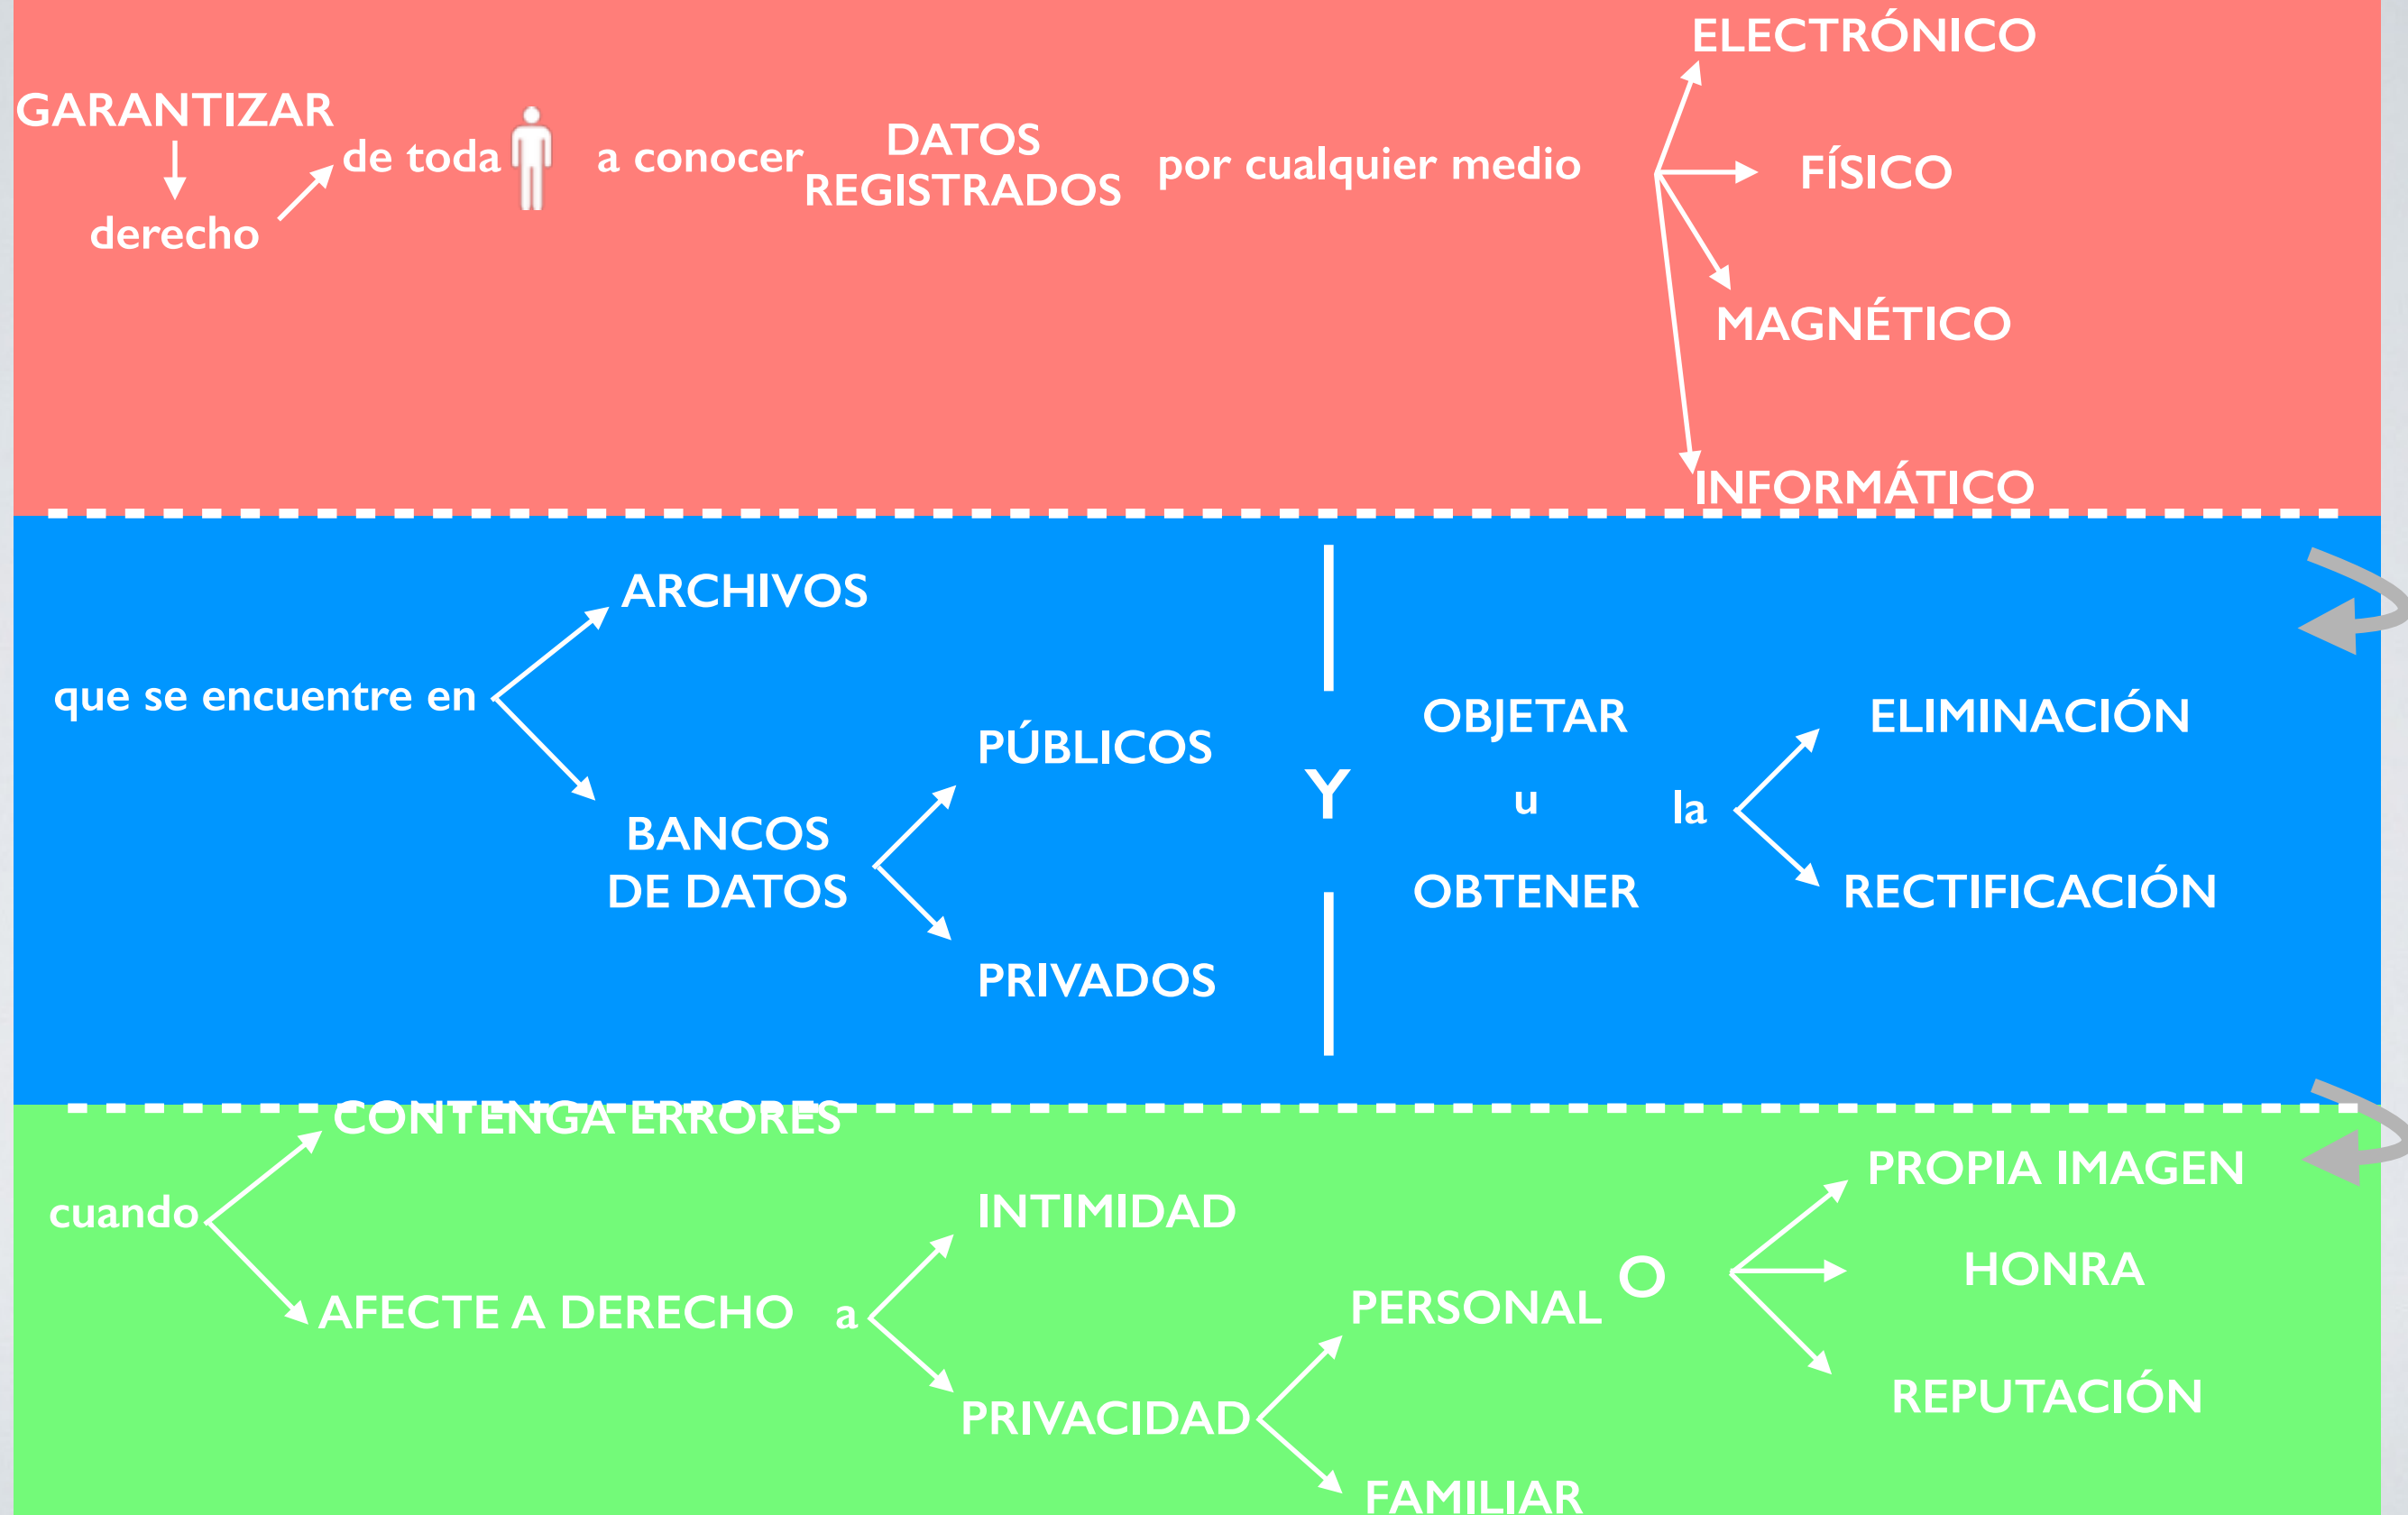 GARANTIZAR
derecho
de toda
a conocer
DATOS
REGISTRADOS
por cualquier medio
ELECTRÓNICO
FÍSICO
MAGNÉTICO
INFORMÁTICO
que se encuentre en
ARCHIVOS
BANCOS
DE DATOS
PÚBLICOS
PRIVADOS
Y
OBJETAR
u
OBTENER
la
ELIMINACIÓN
RECTIFICACIÓN
cuando
CONTENGA ERRORES
AFECTE A DERECHO
a
INTIMIDAD
PRIVACIDAD
PERSONAL
FAMILIAR
O
PROPIA IMAGEN
HONRA
REPUTACIÓN